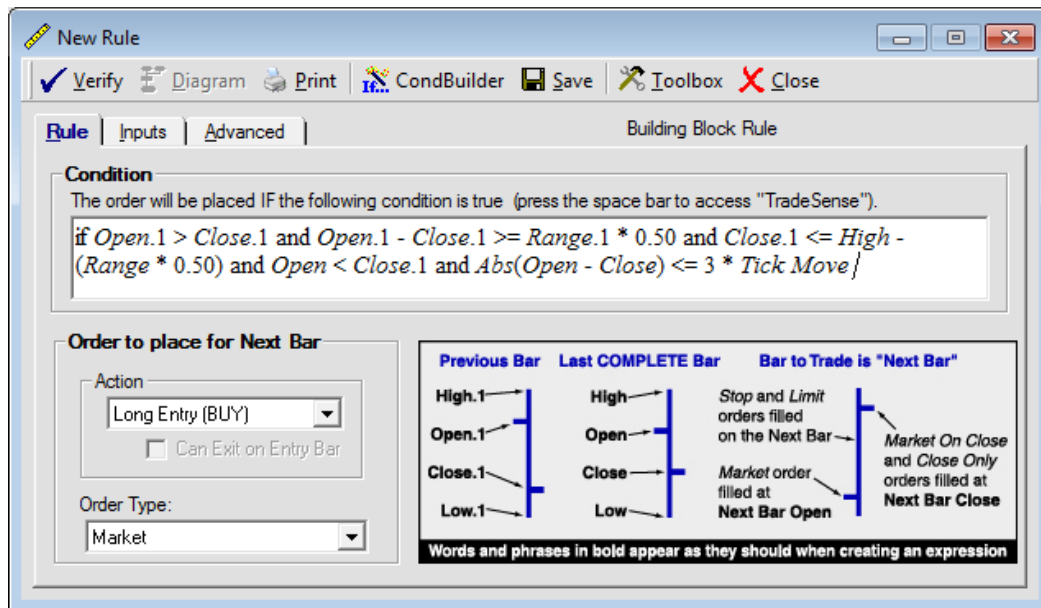 New Rule
Verify Diagram Print If... CondBuilder Save Toolbox Close
Rule Inputs Advanced Building Block Rule
Condition
The order will be placed IF the following condition is true (press the space bar to access "TradeSense").
if Open.1 > Close.1 and Open.1 - Close.1 >= Range.1 * 0.50 and Close.1 <= High -
(Range * 0.50) and Open < Close.1 and Abs(Open - Close) <= 3 * Tick Move
Order to place for Next Bar
Action
Long Entry (BUY)
Can Exit on Entry Bar
Order Type:
Market
Previous Bar Last COMPLETE Bar Bar to Trade is "Next Bar"
High.1
Open.1
Close.1
Low.1
High
Open
Close
Low
Stop and Limit
orders filled
on the Next Bar
Market order
filled at
Next Bar Open
Market On Close
and Close Only
orders filled at
Next Bar Close
Words and phrases in bold appear as they should when creating an expression